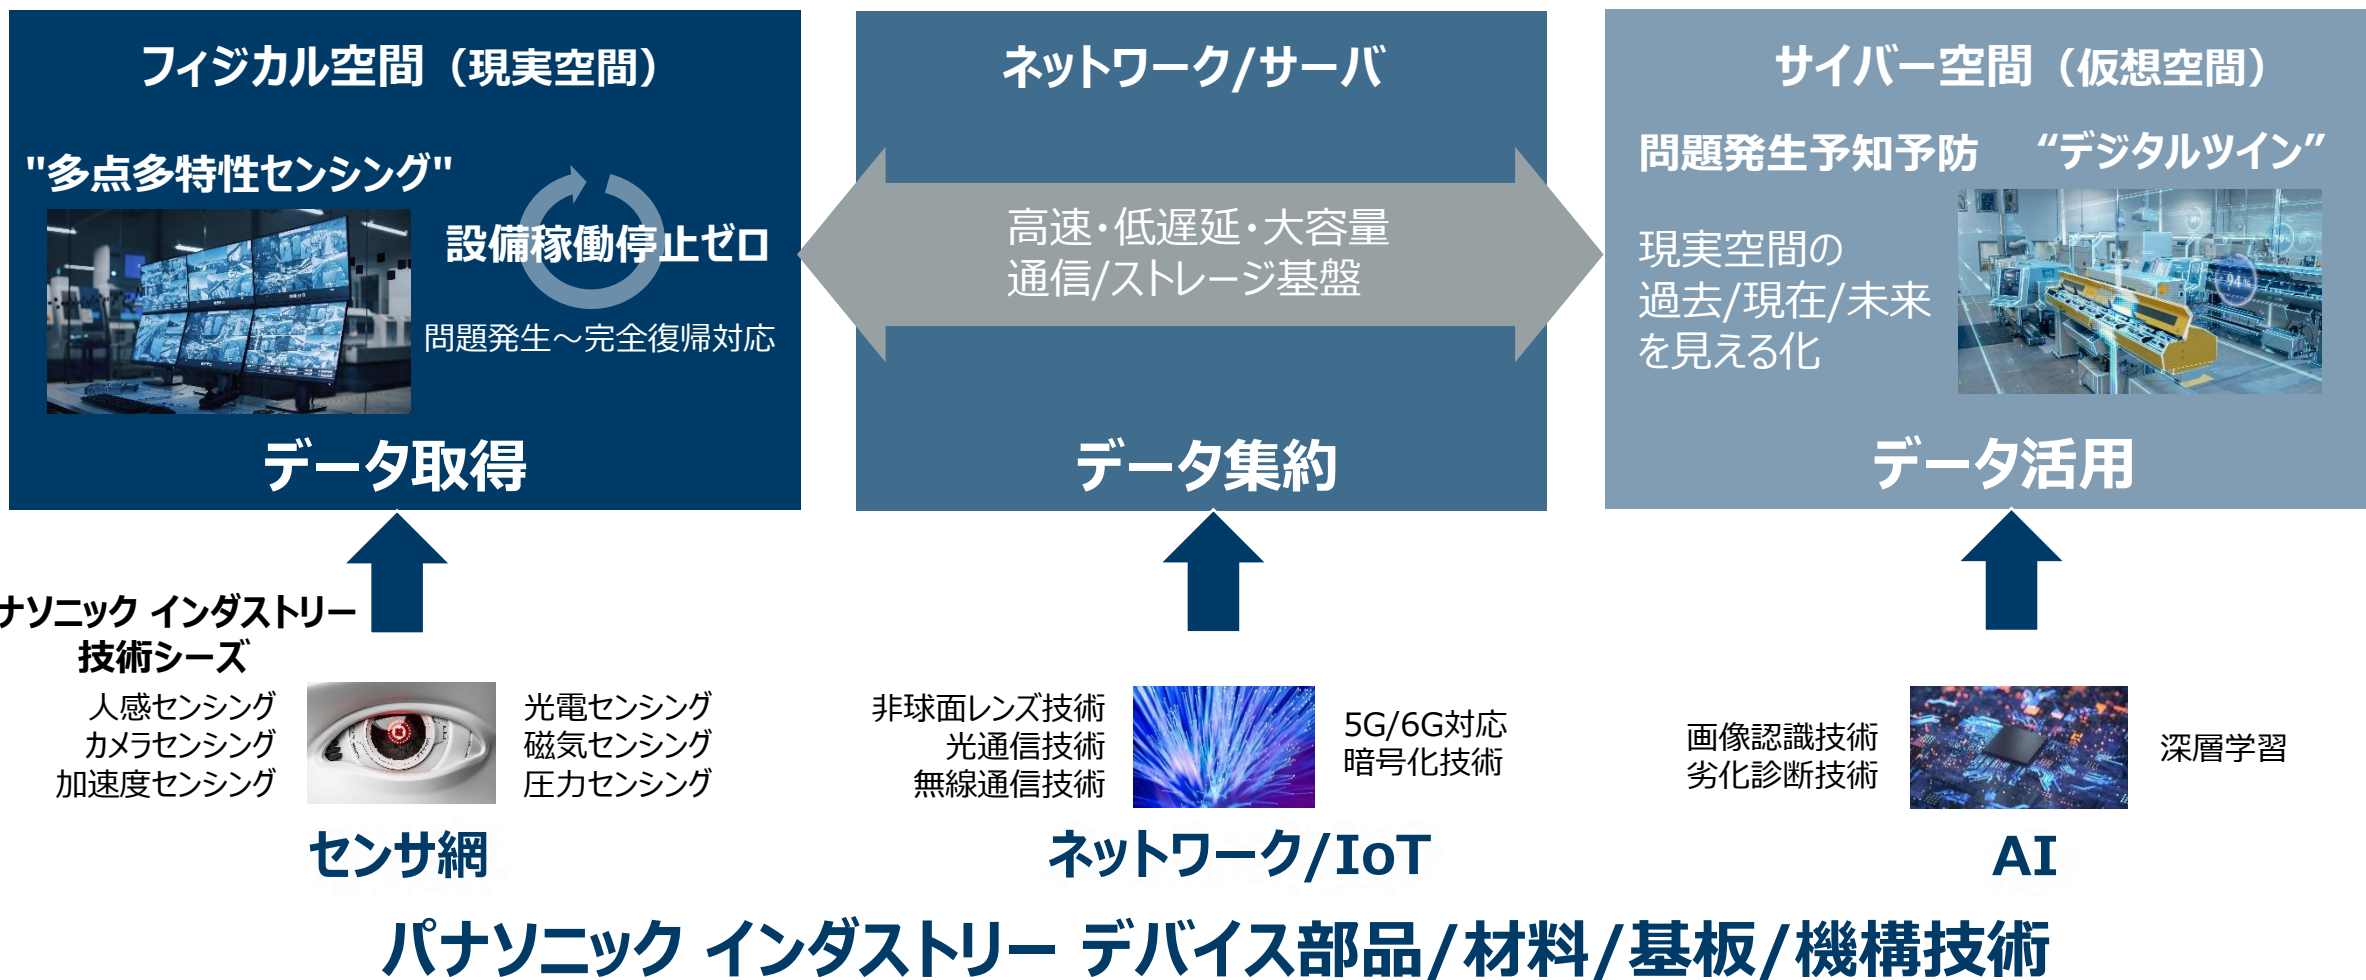 フィジカル空間（現実空間）
"多点多特性センシング"
設備稼働停止ゼロ
問題発生～完全復帰対応
データ取得
ネットワーク/サーバ
高速・低遅延・大容量
通信/ストレージ基盤
データ集約
サイバー空間（仮想空間）
問題発生予知予防
“デジタルツイン”
現実空間の
過去/現在/未来
を見える化
94
データ活用
ナソニック インダストリー
技術シーズ
人感センシング
カメラセンシング
加速度センシング
光電センシング
磁気センシング
圧力センシング
センサ網
非球面レンズ技術
光通信技術
無線通信技術
5G/6G対応
暗号化技術
ネットワーク/IoT
画像認識技術
劣化診断技術
深層学習
AI
パナソニック インダストリー デバイス部品/材料/基板/機構技術